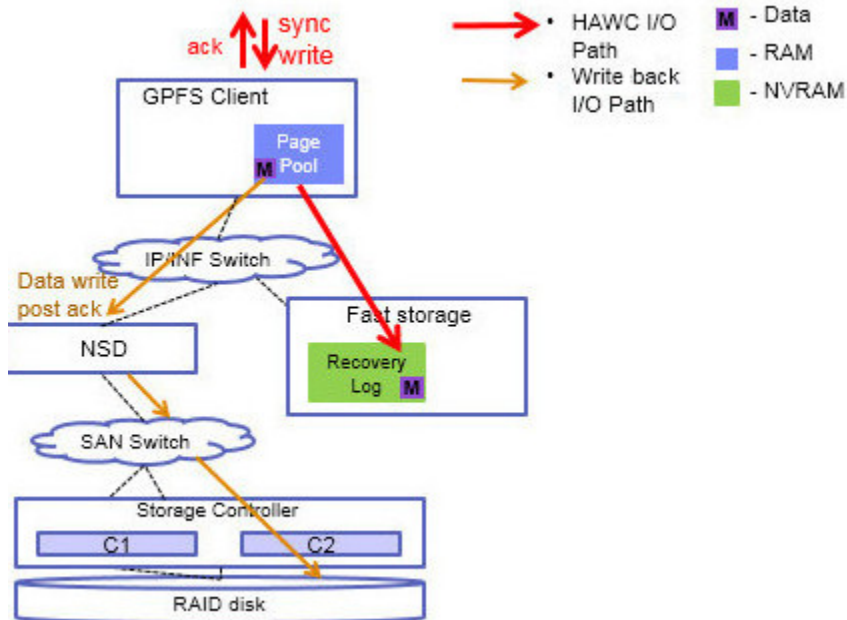 ack
sync
write
• HAWC I/O
Path
• Write back
I/O Path
M - Data
- RAM
- NVRAM
GPFS Client
Page
Pool
M
IP/INF Switch
Data write
post ack
Fast storage
NSD
Recovery
Log M
SAN Switch
Storage Controller
C1
C2
RAID disk